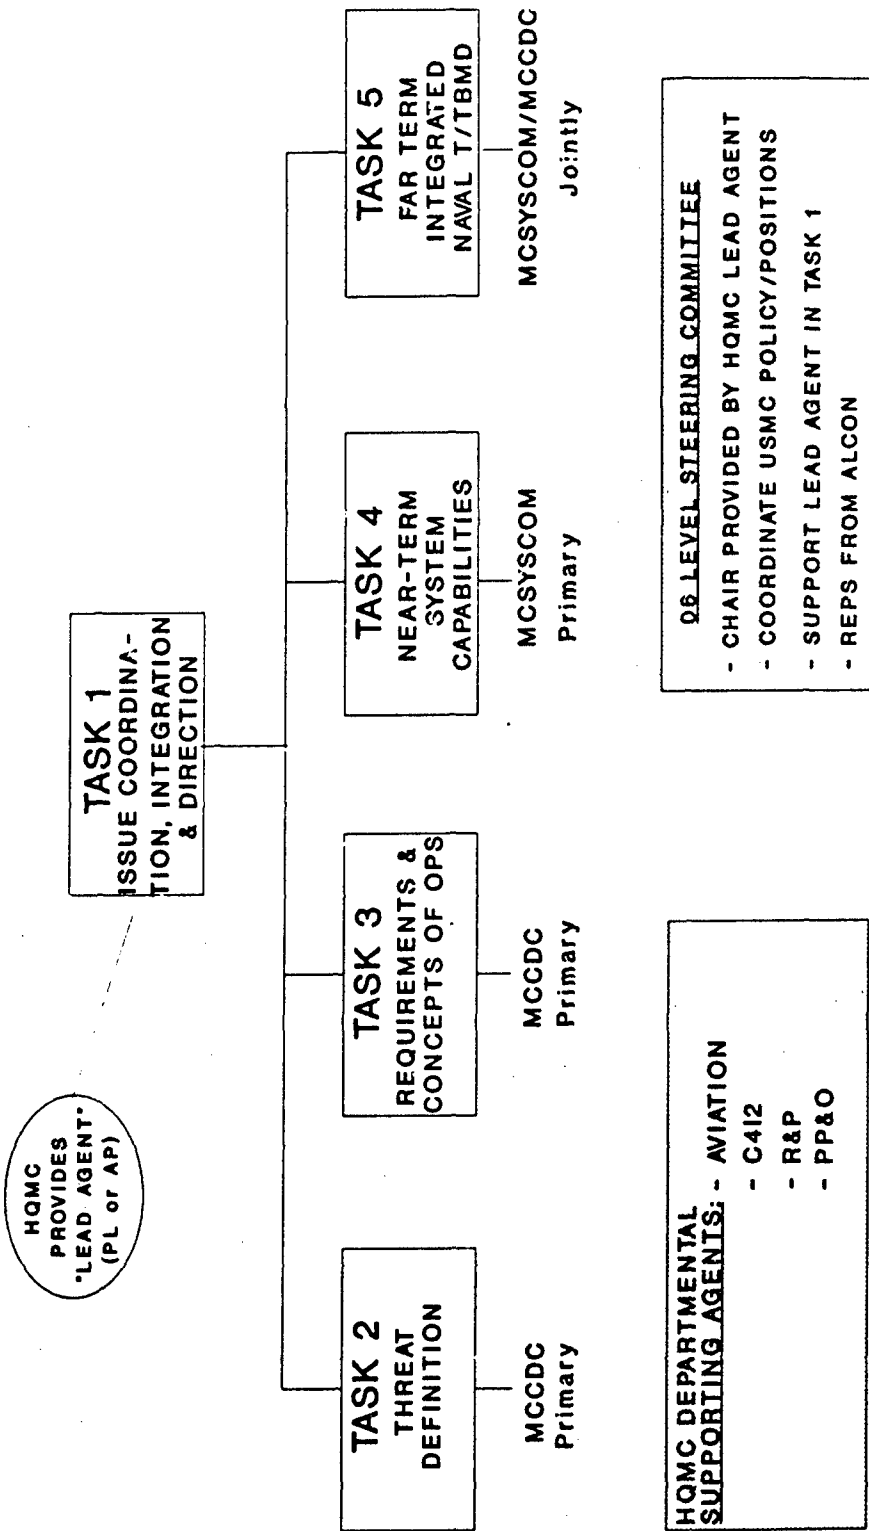 HQMC
PROVIDES
"LEAD AGENT"
(PL or AP)
TASK 1
ISSUE COORDINA-
TION, INTEGRATION
& DIRECTION
TASK 2
THREAT
DEFINITION
MCCDC
Primary
TASK 3
REQUIREMENTS &
CONCEPTS OF OPS
MCCDC
Primary
TASK 4
NEAR-TERM
SYSTEM
CAPABILITIES
MCSYSCOM
Primary
TASK 5
FAR TERM
INTEGRATED
NAVAL T/TBMD
MCSYSCOM/MCCDC
Jointly
HQMC DEPARTMENTAL
SUPPORTING AGENTS: - AVIATION
- C4I2
- R&P
- PP&O
06 LEVEL STEERING COMMITTEE
- CHAIR PROVIDED BY HQMC LEAD AGENT
- COORDINATE USMC POLICY/POSITIONS
- SUPPORT LEAD AGENT IN TASK 1
- REPS FROM ALCON